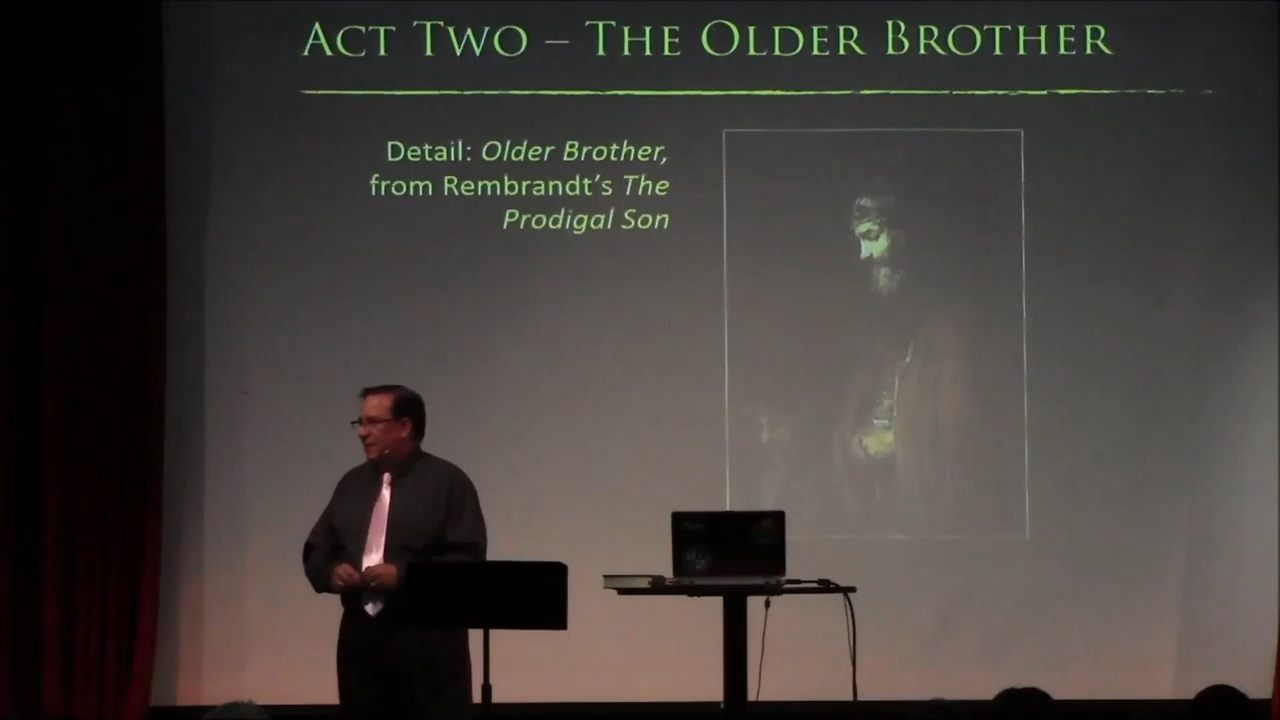 ACT TWO – THE OLDER BROTHER
Detail: Older Brother,
from Rembrandt’s The
Prodigal Son